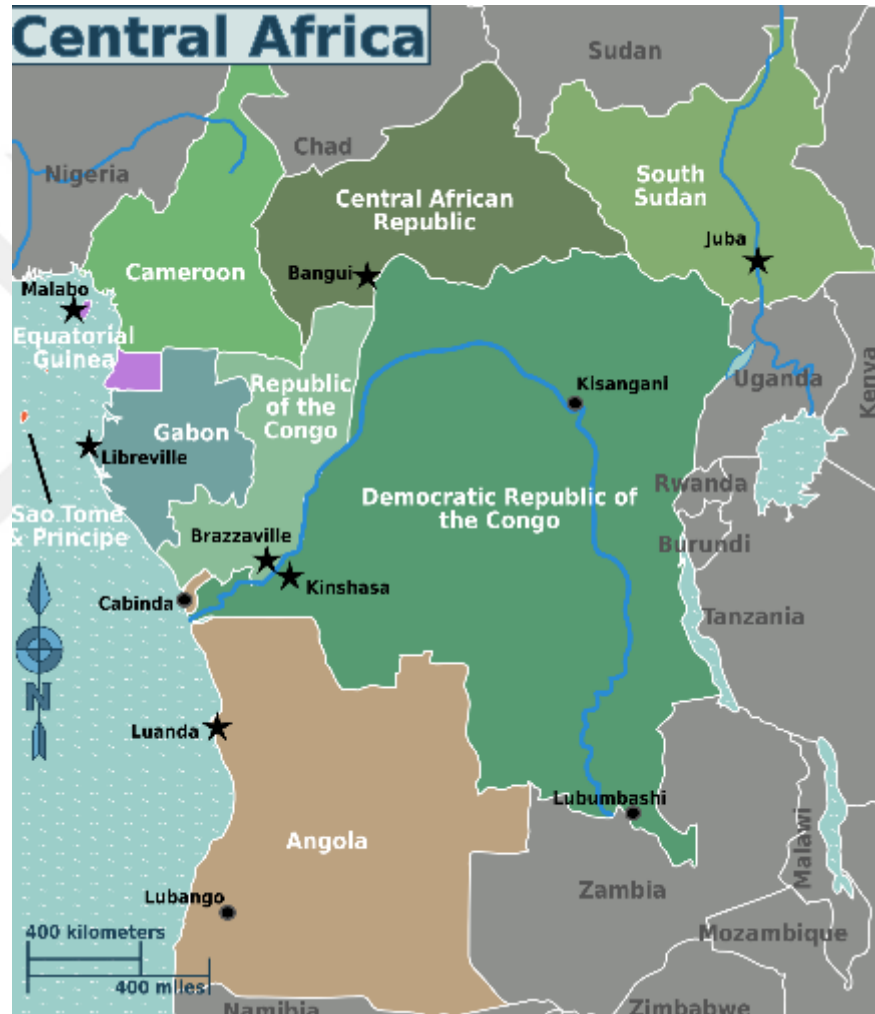 Central Africa
Sudan
Chad
Nigeria
South
Sudan
Central African
Republic
Juba
Cameroon
Bangui
Malabo
Equatorial
Guinea
Republic
of the
Congo
Kisangani
Uganda
Kenya
Gabon
Libreville
Rwanda
Democratic Republic of
the Congo
Sao Tome
& Principe
Brazzaville
Burundi
Kinshasa
Cabinda
Tanzania
N
Luanda
Lubumbashi
Angola
Malawi
Zambia
Lubango
400 kilometers
Mozambique
400 miles
Namibia
Zimbabwe